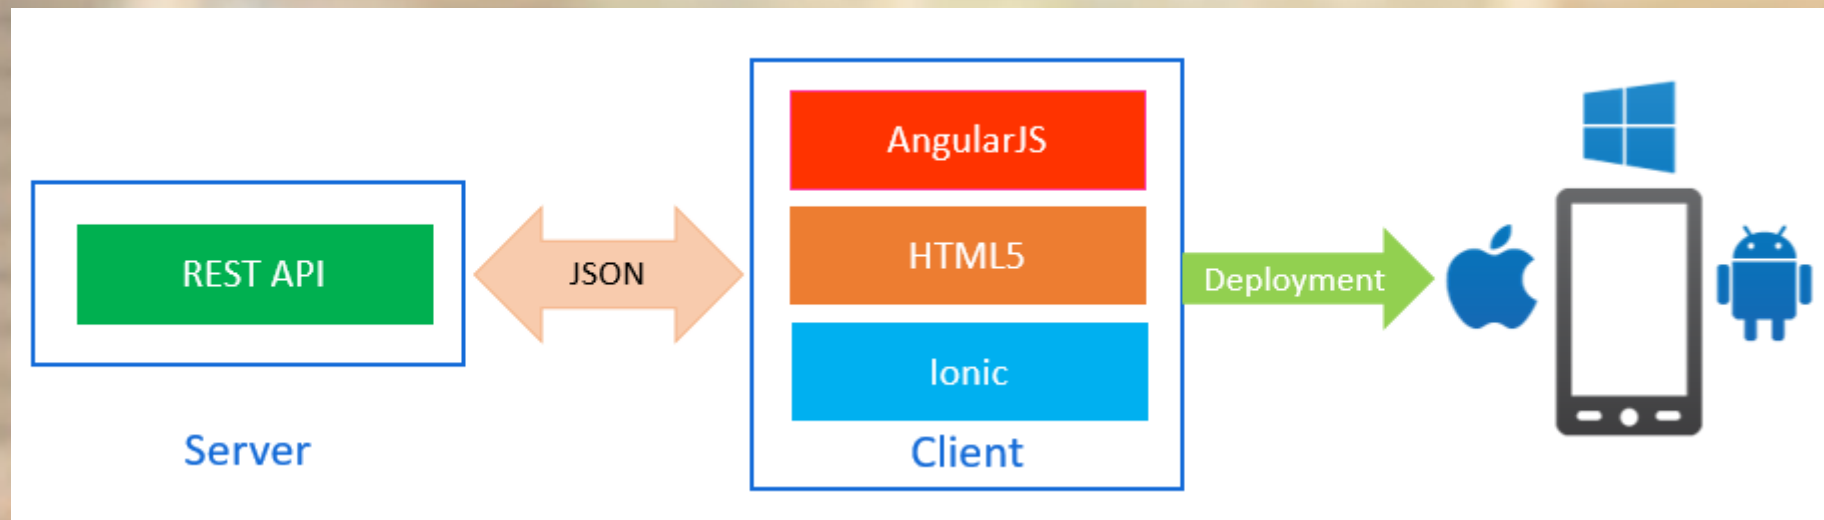 REST API
Server
JSON
AngularJS
HTML5
Ionic
Client
Deployment